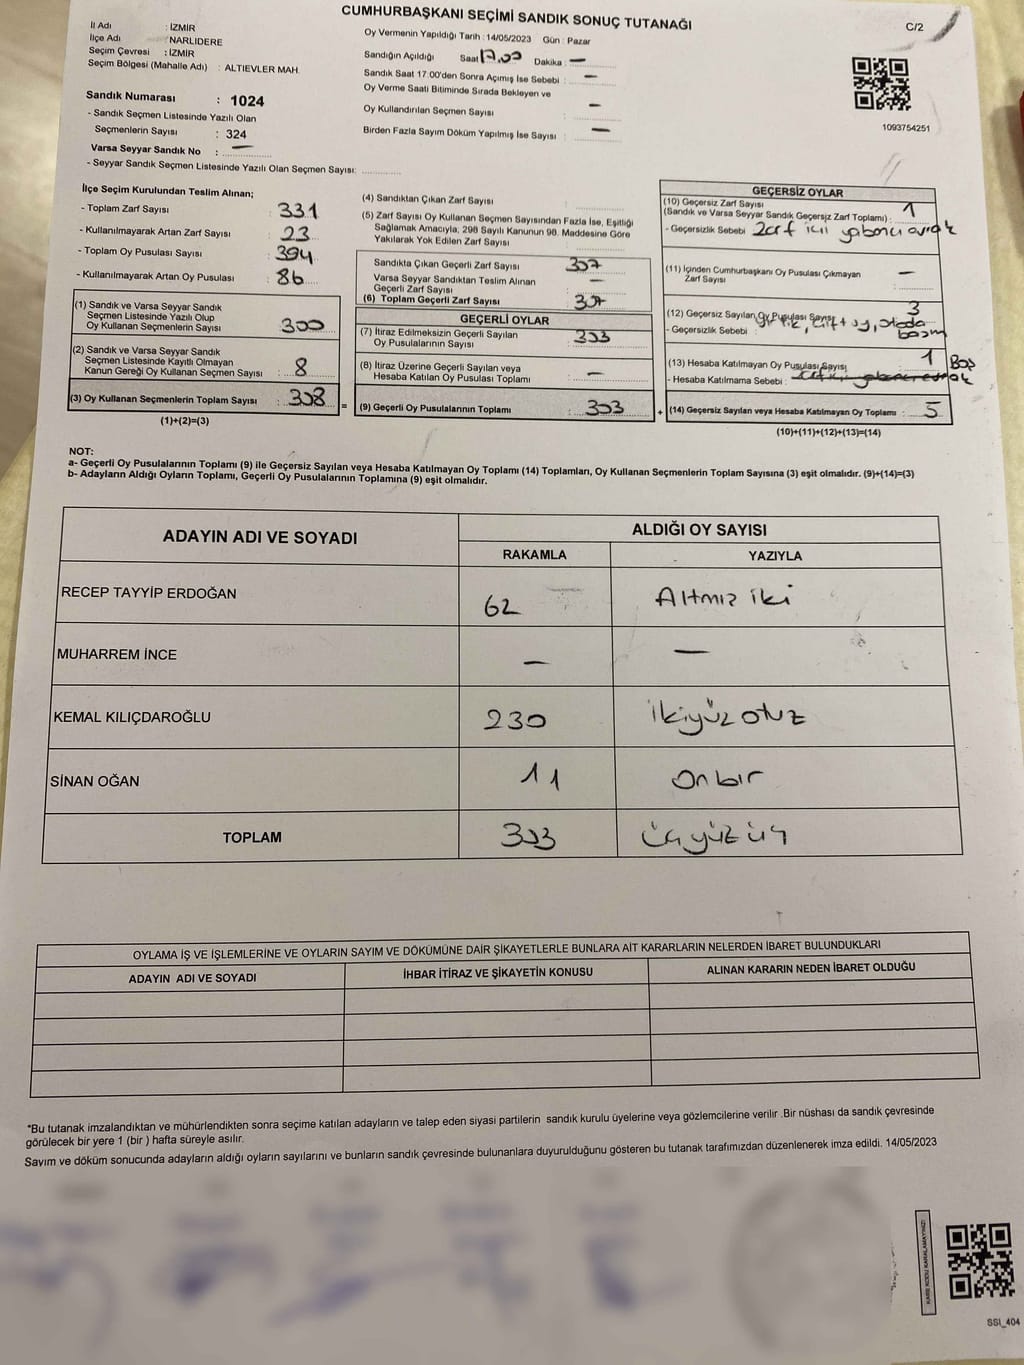 CUMHURBAŞKANI SEÇİMİ SANDIK SONUÇ TUTANAĞI
C/2
İl Adı : İZMİR
İlçe Adı : NARLIDERE
Seçim Çevresi : İZMİR
Seçim Bölgesi (Mahalle Adı) : ALTIEVLER MAH.
Oy Vermenin Yapıldığı Tarih : 14/05/2023 Gün : Pazar
Sandığın Açıldığı Saat 17.00 Dakika : —
Sandık Saat 17.00'den Sonra Açımış İse Sebebi : —
Oy Verme Saati Bitiminde Sırada Bekleyen ve
Oy Kullandırılan Seçmen Sayısı : —
Birden Fazla Sayım Döküm Yapılmış İse Sayısı : —
1093754251
Sandık Numarası : 1024
- Sandık Seçmen Listesinde Yazılı Olan
Seçmenlerin Sayısı : 324
Varsa Seyyar Sandık No : —
- Seyyar Sandık Seçmen Listesinde Yazılı Olan Seçmen Sayısı:
İlçe Seçim Kurulundan Teslim Alınan;
- Toplam Zarf Sayısı : 331
- Kullanılmayarak Artan Zarf Sayısı : 23
- Toplam Oy Pusulası Sayısı : 394
- Kullanılmayarak Artan Oy Pusulası : 86
(1) Sandık ve Varsa Seyyar Sandık
Seçmen Listesinde Yazılı Olup
Oy Kullanan Seçmenlerin Sayısı : 300
(2) Sandık ve Varsa Seyyar Sandık
Seçmen Listesinde Kayıtlı Olmayan
Kanun Gereği Oy Kullanan Seçmen Sayısı : 8
(3) Oy Kullanan Seçmenlerin Toplam Sayısı : 308 =
(1)+(2)=(3)
(4) Sandıktan Çıkan Zarf Sayısı :
(5) Zarf Sayısı Oy Kullanan Seçmen Sayısından Fazla İse, Eşitliği
Sağlamak Amacıyla, 298 Sayılı Kanunun 98. Maddesine Göre
Yakılarak Yok Edilen Zarf Sayısı :
Sandıkta Çıkan Geçerli Zarf Sayısı : 307
Varsa Seyyar Sandıktan Teslim Alınan
Geçerli Zarf Sayısı : —
(6) Toplam Geçerli Zarf Sayısı : 307
GEÇERLİ OYLAR
(7) İtiraz Edilmeksizin Geçerli Sayılan
Oy Pusulalarının Sayısı : 303
(8) İtiraz Üzerine Geçerli Sayılan veya
Hesaba Katılan Oy Pusulası Toplamı : —
(9) Geçerli Oy Pusulalarının Toplamı : 303 +
GEÇERSİZ OYLAR
(10) Geçersiz Zarf Sayısı
(Sandık ve Varsa Seyyar Sandık Geçersiz Zarf Toplamı) : 1
- Geçersizlik Sebebi : Zarf içi yabancı
(11) İçinden Cumhurbaşkanı Oy Pusulası Çıkmayan
Zarf Sayısı : —
(12) Geçersiz Sayılan Oy Pusulası Sayısı : 3
- Geçersizlik Sebebi : çift oy,
(13) Hesaba Katılmayan Oy Pusulası Sayısı : 1 Boş
- Hesaba Katılmama Sebebi :
(14) Geçersiz Sayılan veya Hesaba Katılmayan Oy Toplamı : 5
(10)+(11)+(12)+(13)=(14)
NOT:
a- Geçerli Oy Pusulalarının Toplamı (9) ile Geçersiz Sayılan veya Hesaba Katılmayan Oy Toplamı (14) Toplamları, Oy Kullanan Seçmenlerin Toplam Sayısına (3) eşit olmalıdır. (9)+(14)=(3)
b- Adayların Aldığı Oyların Toplamı, Geçerli Oy Pusulalarının Toplamına (9) eşit olmalıdır.
ADAYIN ADI VE SOYADI
ALDIĞI OY SAYISI
RAKAMLA YAZIYLA
RECEP TAYYİP ERDOĞAN 62 Altmız iki
MUHARREM İNCE — —
KEMAL KILIÇDAROĞLU 230 ikiyüz otuz
SİNAN OĞAN 11 Onbir
TOPLAM 303 üçyüz üç
OYLAMA İŞ VE İŞLEMLERİNE VE OYLARIN SAYIM VE DÖKÜMÜNE DAİR ŞİKAYETLERLE BUNLARA AİT KARARLARIN NELERDEN İBARET BULUNDUKLARI
ADAYIN ADI VE SOYADI İHBAR İTİRAZ VE ŞİKAYETİN KONUSU ALINAN KARARIN NEDEN İBARET OLDUĞU
*Bu tutanak imzalandıktan ve mühürlendikten sonra seçime katılan adayların ve talep eden siyasi partilerin sandık kurulu üyelerine veya gözlemcilerine verilir .Bir nüshası da sandık çevresinde
görülecek bir yere 1 (bir ) hafta süreyle asılır.
Sayım ve döküm sonucunda adayların aldığı oyların sayılarını ve bunların sandık çevresinde bulunanlara duyurulduğunu gösteren bu tutanak tarafımızdan düzenlenerek imza edildi. 14/05/2023
KARE KODU KARALAMAYINIZ!
SSI_404